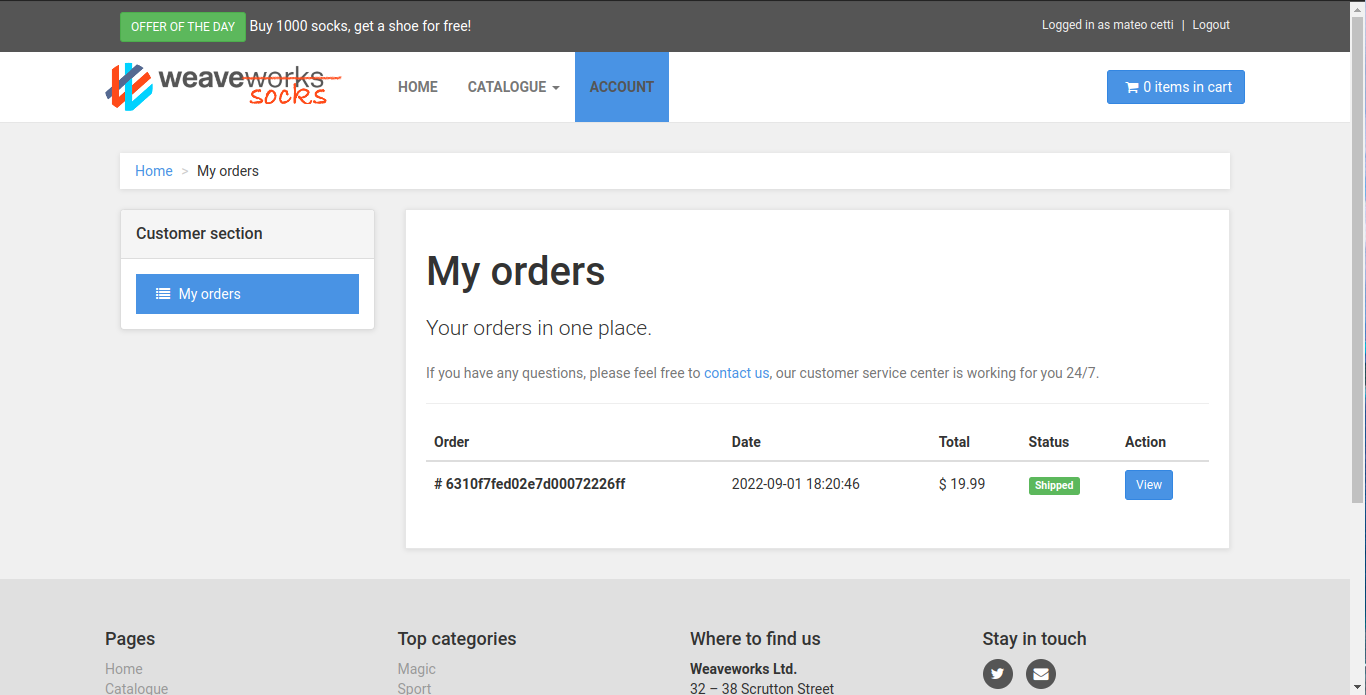 OFFER OF THE DAY Buy 1000 socks, get a shoe for free!
Logged in as mateo cetti | Logout
weaveworks
socks
HOME CATALOGUE ACCOUNT
0 items in cart
Home > My orders
Customer section
My orders
My orders
Your orders in one place.
If you have any questions, please feel free to contact us, our customer service center is working for you 24/7.
Order Date Total Status Action
# 6310f7fed02e7d00072226ff 2022-09-01 18:20:46 $ 19.99 Shipped View
Pages
Home
Catalogue
Top categories
Magic
Sport
Where to find us
Weaveworks Ltd.
32 – 38 Scrutton Street
Stay in touch